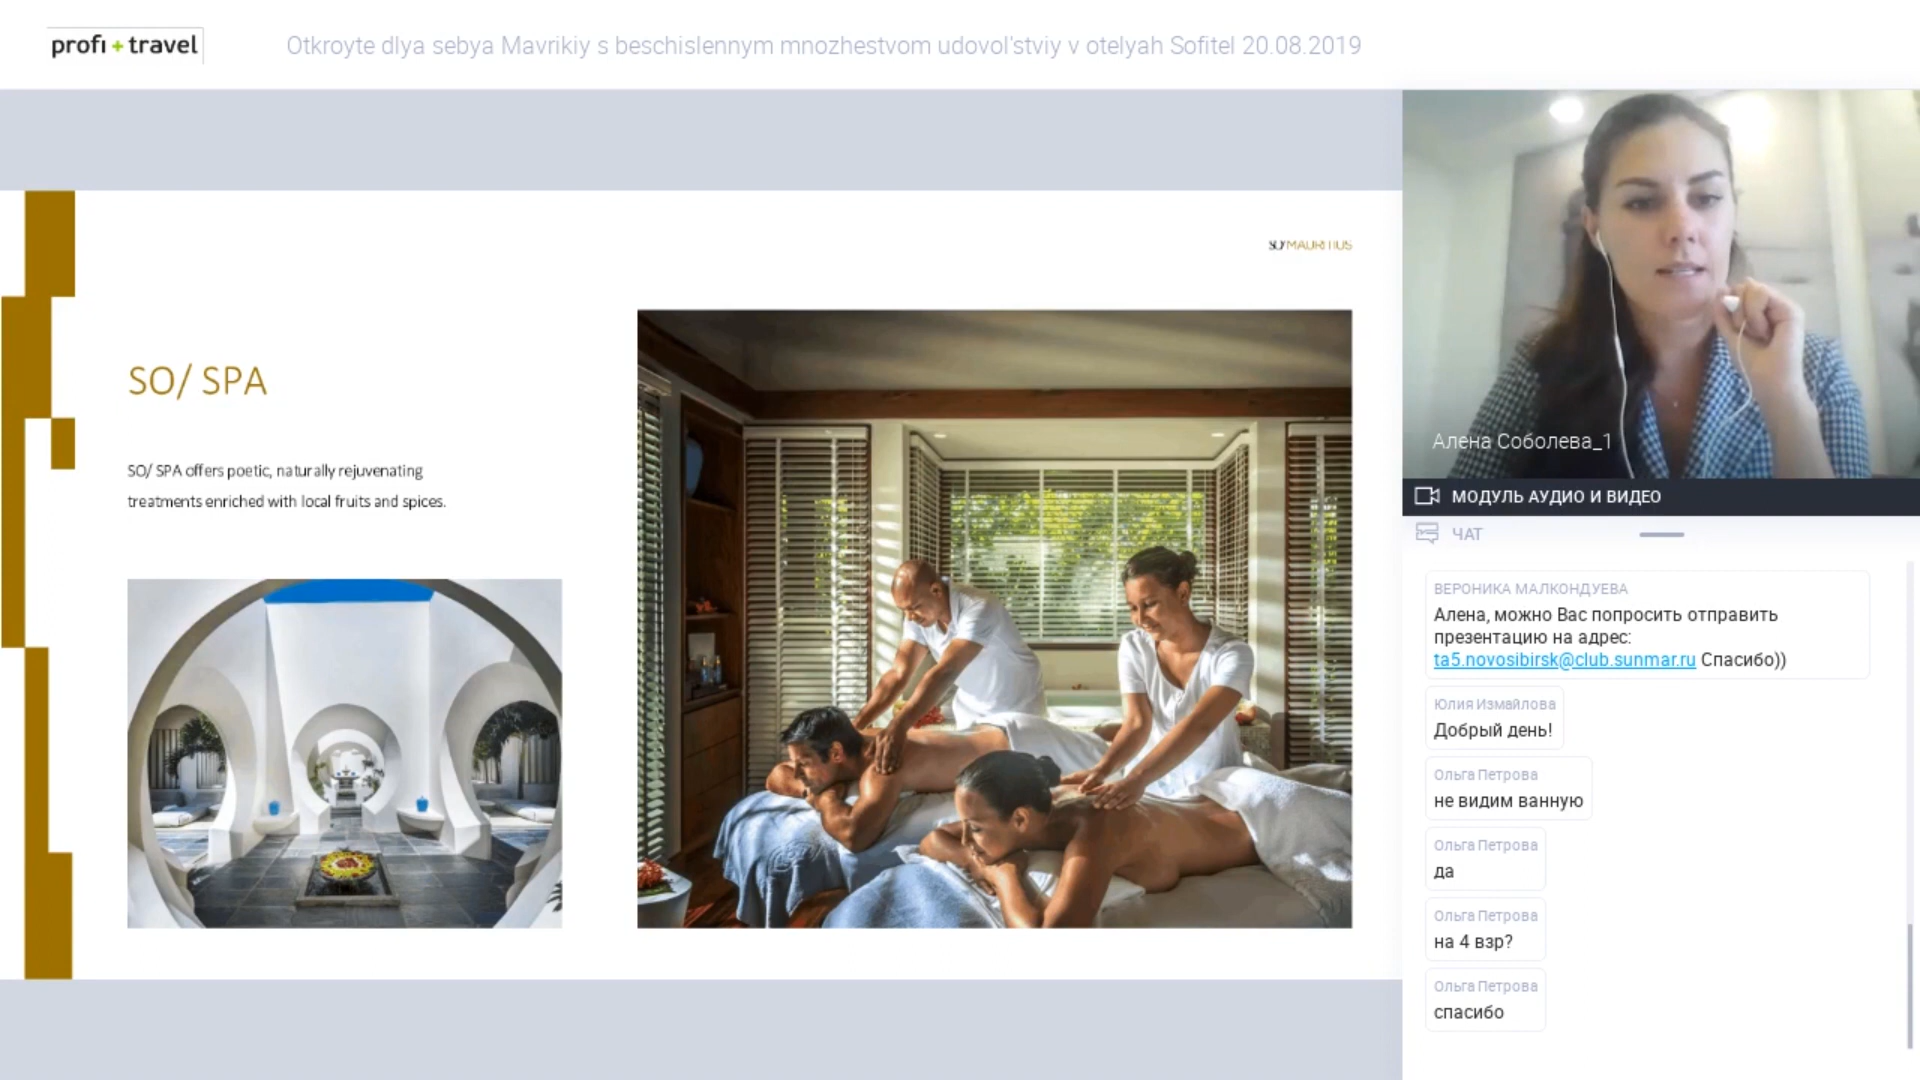 profi + travel
Otkroyte dlya sebya Mavrikiy s beschislennym mnozhestvom udovol'stviy v otelyah Sofitel 20.08.2019
SO/MAURITIUS
SO/ SPA
SO/ SPA offers poetic, naturally rejuvenating
treatments enriched with local fruits and spices.
Алена Соболева_1
МОДУЛЬ АУДИО И ВИДЕО
ЧАТ
ВЕРОНИКА МАЛКОНДУЕВА
Алена, можно Вас попросить отправить
презентацию на адрес:
ta5.novosibirsk@club.sunmar.ru Спасибо))
Юлия Измайлова
Добрый день!
Ольга Петрова
не видим ванную
Ольга Петрова
да
Ольга Петрова
на 4 взр?
Ольга Петрова
спасибо